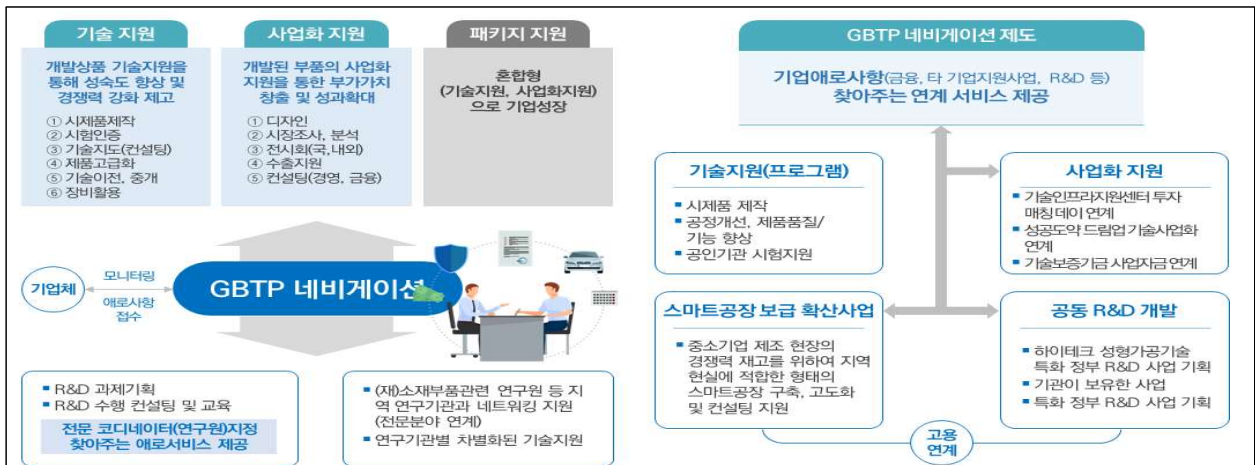 기술 지원
개발상품 기술지원을
통해 성숙도 향상 및
경쟁력 강화 제고
① 시제품제작
② 시험인증
③ 기술지도(컨설팅)
④ 제품고급화
⑤ 기술이전, 중개
⑥ 장비활용
사업화 지원
개발된 부품의 사업화
지원을 통한 부가가치
창출 및 성과확대
① 디자인
② 시장조사, 분석
③ 전시회(국,내외)
④ 수출지원
⑤ 컨설팅(경영, 금융)
패키지 지원
혼합형
(기술지원, 사업화지원)
으로 기업성장
기업체
모니터링
애로사항
접수
GBTP 네비게이션
▪ R&D 과제기획
▪ R&D 수행 컨설팅 및 교육
전문 코디네이터(연구원)지정
찾아주는 애로서비스 제공
▪ (재)소재부품관련 연구원 등 지
역 연구기관과 네트워킹 지원
(전문분야 연계)
▪ 연구기관별 차별화된 기술지원
GBTP 네비게이션 제도
기업애로사항(금융, 타 기업지원사업, R&D 등)
찾아주는 연계 서비스 제공
기술지원(프로그램)
▪ 시제품 제작
▪ 공정개선, 제품품질/
기능 향상
▪ 공인기관 시험지원
사업화 지원
▪ 기술인프라지원센터 투자
매칭데이 연계
▪ 성공도약 드림업 기술사업화
연계
▪ 기술보증기금 사업자금 연계
스마트공장 보급 확산사업
▪ 중소기업 제조 현장의
경쟁력 재고를 위하여 지역
현실에 적합한 형태의
스마트공장 구축, 고도화
및 컨설팅 지원
공동 R&D 개발
▪ 하이테크 성형가공기술
특화 정부 R&D 사업 기획
▪ 기관이 보유한 사업
▪ 특화 정부 R&D 사업 기획
고용
연계